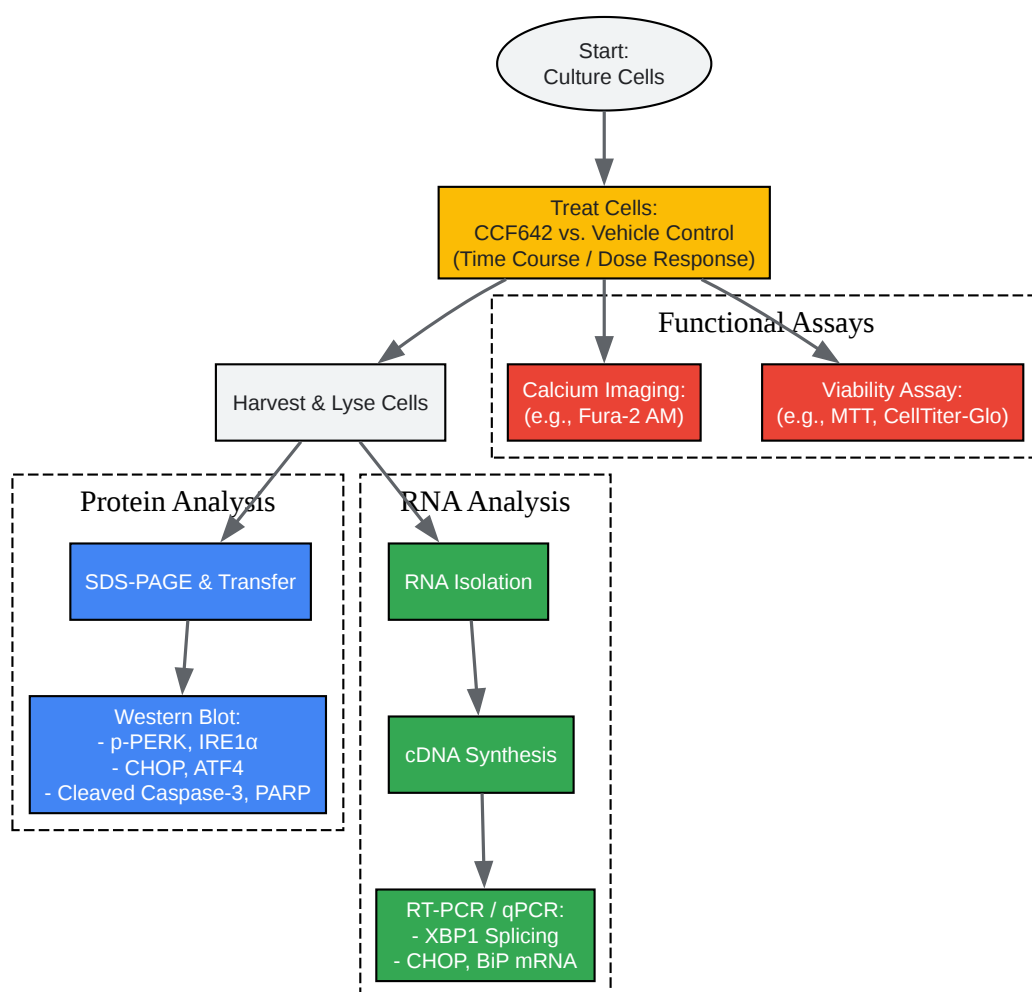 Start:
Culture Cells
Treat Cells:
CCF642 vs. Vehicle Control
(Time Course / Dose Response)
Functional Assays
Calcium Imaging:
(e.g., Fura-2 AM)
Viability Assay:
(e.g., MTT, CellTiter-Glo)
Harvest & Lyse Cells
Protein Analysis
SDS-PAGE & Transfer
Western Blot:
- p-PERK, IRE1α
- CHOP, ATF4
- Cleaved Caspase-3, PARP
RNA Analysis
RNA Isolation
cDNA Synthesis
RT-PCR / qPCR:
- XBP1 Splicing
- CHOP, BiP mRNA